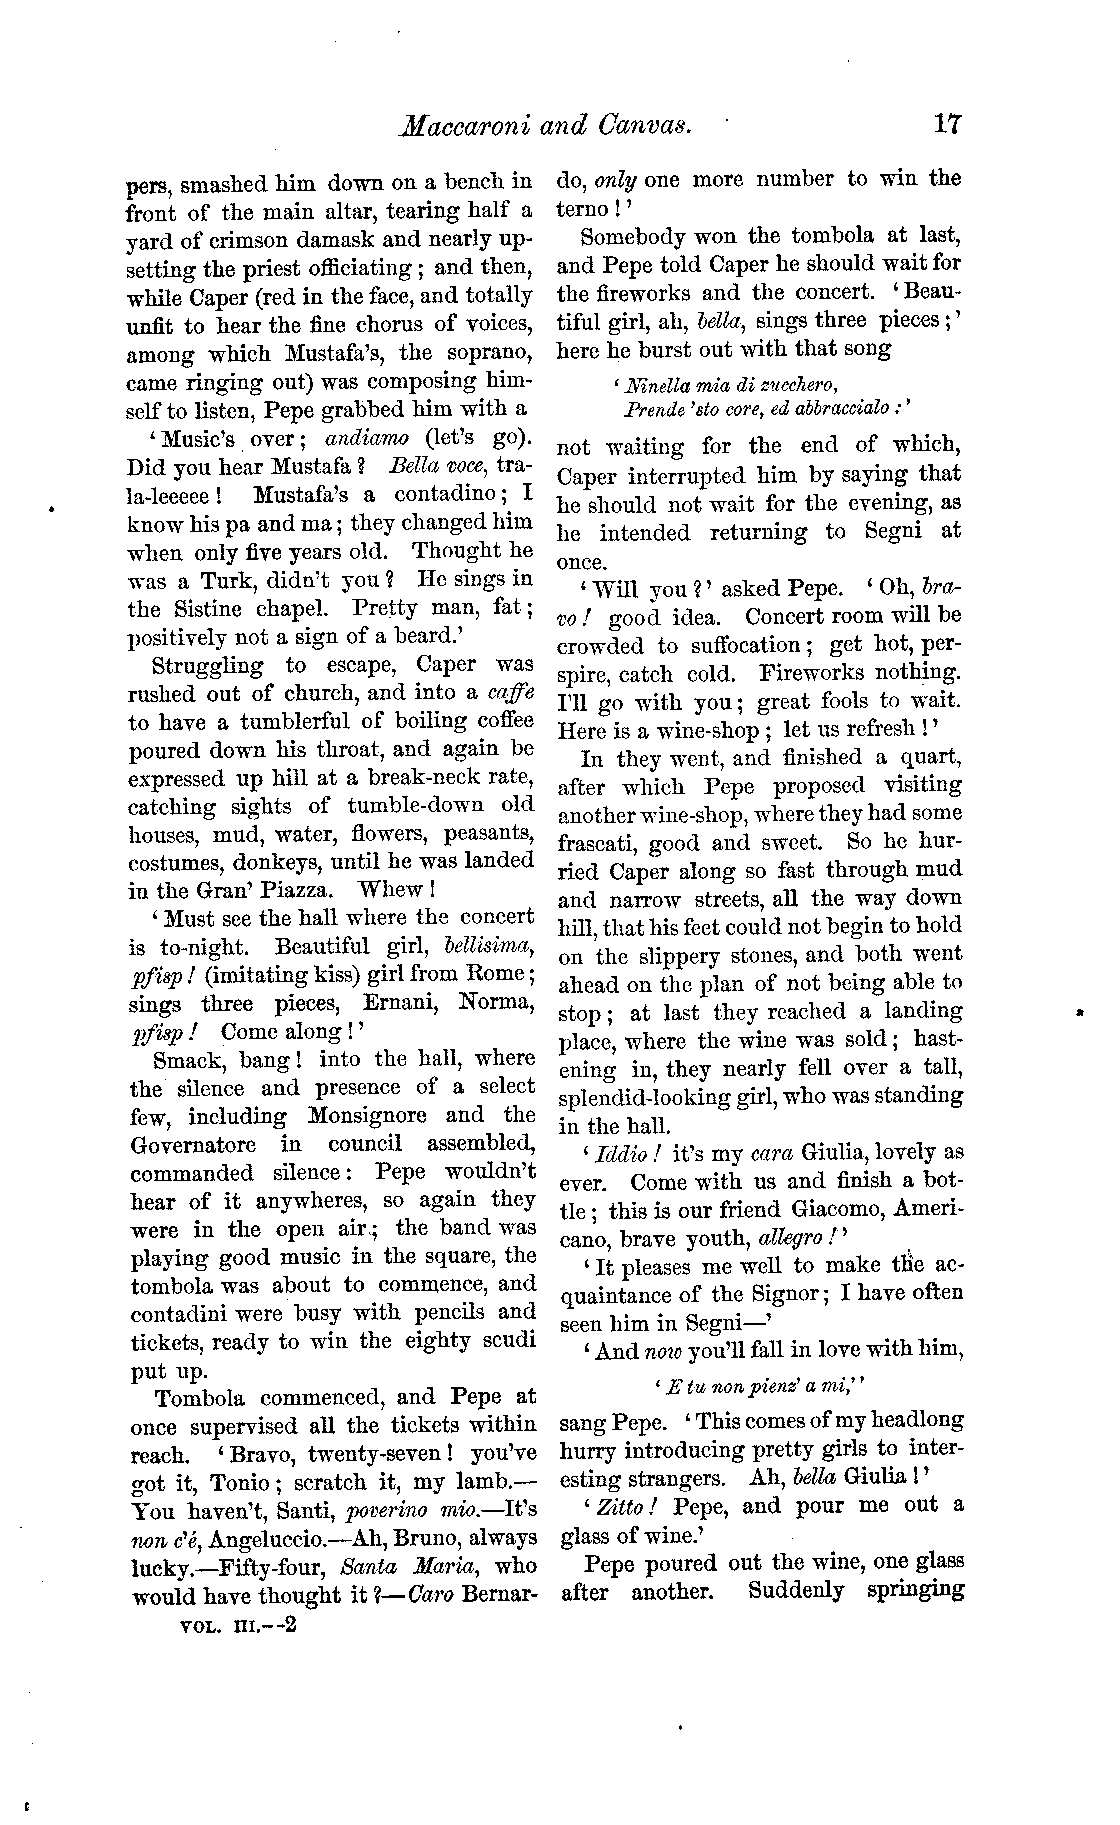 Maccaroni and Canvas. 17
pers, smashed him down on a bench in
front of the main altar, tearing half a
yard of crimson damask and nearly up-
setting the priest officiating; and then,
while Caper (red in the face, and totally
unfit to hear the fine chorus of voices,
among which Mustafa's, the soprano,
came ringing out) was composing him-
self to listen, Pepe grabbed him with a
'Music's over; andiamo (let's go).
Did you hear Mustafa? Bella voce, tra-
la-leeeee! Mustafa's a contadino; I
know his pa and ma; they changed him
when only five years old. Thought he
was a Turk, didn't you? He sings in
the Sistine chapel. Pretty man, fat;
positively not a sign of a beard.'
Struggling to escape, Caper was
rushed out of church, and into a caffe
to have a tumblerful of boiling coffee
poured down his throat, and again be
expressed up hill at a break-neck rate,
catching sights of tumble-down old
houses, mud, water, flowers, peasants,
costumes, donkeys, until he was landed
in the Gran' Piazza. Whew!
'Must see the hall where the concert
is to-night. Beautiful girl, bellisima,
pfisp! (imitating kiss) girl from Rome;
sings three pieces, Ernani, Norma,
pfisp! Come along!'
Smack, bang! into the hall, where
the silence and presence of a select
few, including Monsignore and the
Governatore in council assembled,
commanded silence: Pepe wouldn't
hear of it anywheres, so again they
were in the open air; the band was
playing good music in the square, the
tombola was about to commence, and
contadini were busy with pencils and
tickets, ready to win the eighty scudi
put up.
Tombola commenced, and Pepe at
once supervised all the tickets within
reach. 'Bravo, twenty-seven! you've
got it, Tonio; scratch it, my lamb.—
You haven't, Santi, poverino mio.—It's
non c'é, Angeluccio.—Ah, Bruno, always
lucky.—Fifty-four, Santa Maria, who
would have thought it?—Caro Bernar-
VOL. III.--2
do, only one more number to win the
terno!'
Somebody won the tombola at last,
and Pepe told Caper he should wait for
the fireworks and the concert. 'Beau-
tiful girl, ah, bella, sings three pieces;'
here he burst out with that song
'Ninella mia di zucchero,
Prende 'sto core, ed abbraccialo:'
not waiting for the end of which,
Caper interrupted him by saying that
he should not wait for the evening, as
he intended returning to Segni at
once.
'Will you?' asked Pepe. 'Oh, bra-
vo! good idea. Concert room will be
crowded to suffocation; get hot, per-
spire, catch cold. Fireworks nothing.
I'll go with you; great fools to wait.
Here is a wine-shop; let us refresh!'
In they went, and finished a quart,
after which Pepe proposed visiting
another wine-shop, where they had some
frascati, good and sweet. So he hur-
ried Caper along so fast through mud
and narrow streets, all the way down
hill, that his feet could not begin to hold
on the slippery stones, and both went
ahead on the plan of not being able to
stop; at last they reached a landing
place, where the wine was sold; hast-
ening in, they nearly fell over a tall,
splendid-looking girl, who was standing
in the hall.
'Iddio! it's my cara Giulia, lovely as
ever. Come with us and finish a bot-
tle; this is our friend Giacomo, Ameri-
cano, brave youth, allegro!'
'It pleases me well to make the ac-
quaintance of the Signor; I have often
seen him in Segni—'
'And now you'll fall in love with him,
'E tu non pienz' a mi,''
sang Pepe. 'This comes of my headlong
hurry introducing pretty girls to inter-
esting strangers. Ah, bella Giulia!'
'Zitto! Pepe, and pour me out a
glass of wine.'
Pepe poured out the wine, one glass
after another. Suddenly springing